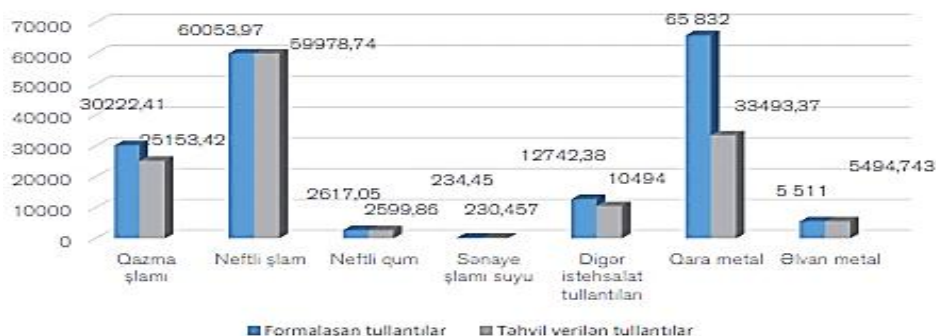 70000
60000
50000
40000
30000
20000
10000
0
30222,41
25153,42
60053,97
59978,74
2617,05
2599,86
234,45
230,457
12742,38
10494
65 832
33493,37
5 511
5494,743
Qazma
şlamı
Neftli şlam
Neftli qum
Sənaye
şlamı suyu
Digər
istehsalat
tullantıları
Qara metal
Əlvan metal
Formalaşan tullantılar
Təhvil verilən tullantılar